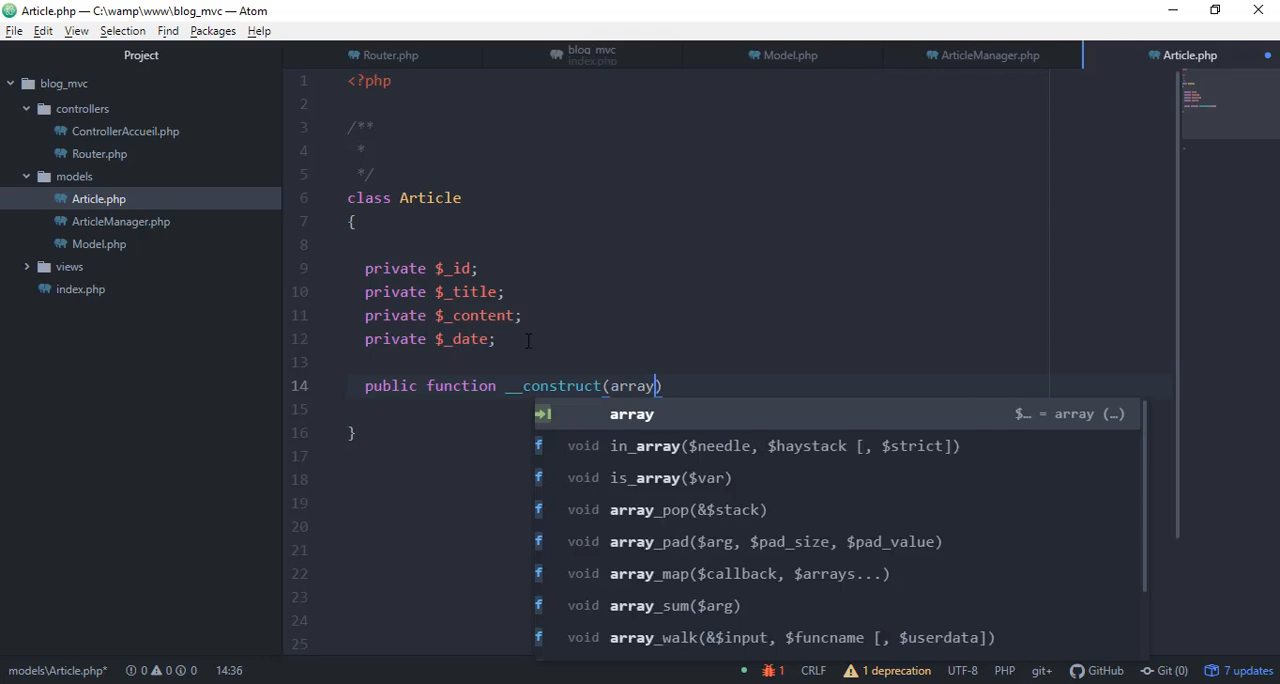 Article.php — C:\wamp\www\blog_mvc — Atom
File Edit View Selection Find Packages Help
Project
Router.php
blog_mvc
index.php
Model.php
ArticleManager.php
Article.php
blog_mvc
controllers
ControllerAccueil.php
Router.php
models
Article.php
ArticleManager.php
Model.php
views
index.php
1 <?php
2
3 /**
4 *
5 */
6 class Article
7 {
8
9 private $_id;
10 private $_title;
11 private $_content;
12 private $_date;
13
14 public function __construct(array)
15
16 }
17
18
19
20
21
22
23
24
25
array $… = array (…)
f void in_array($needle, $haystack [, $strict])
f void is_array($var)
f void array_pop(&$stack)
f void array_pad($arg, $pad_size, $pad_value)
f void array_map($callback, $arrays...)
f void array_sum($arg)
f void array_walk(&$input, $funcname [, $userdata])
models\Article.php* 0 0 0 14:36 1 CRLF 1 deprecation UTF-8 PHP git+ GitHub Git (0) 7 updates